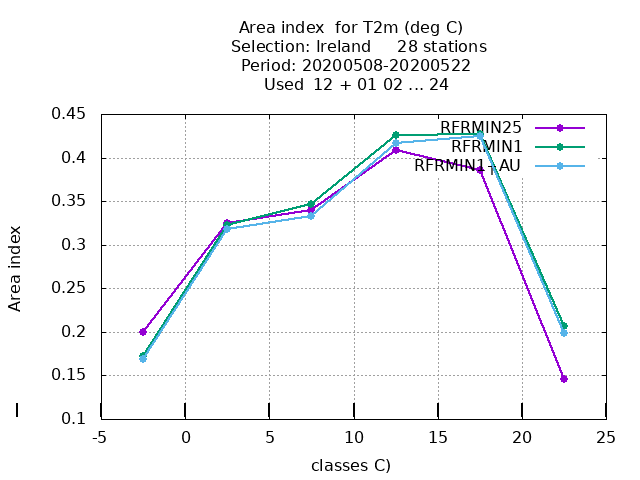 Area index  for T2m (deg C)
Selection: Ireland     28 stations
Period: 20200508-20200522
Used  12 + 01 02 ... 24
0.45
0.4
0.35
0.3
0.25
0.2
0.15
0.1
-5
0
5
10
15
20
25
Area index
classes C)
RFRMIN25
RFRMIN1
RFRMIN1+AU